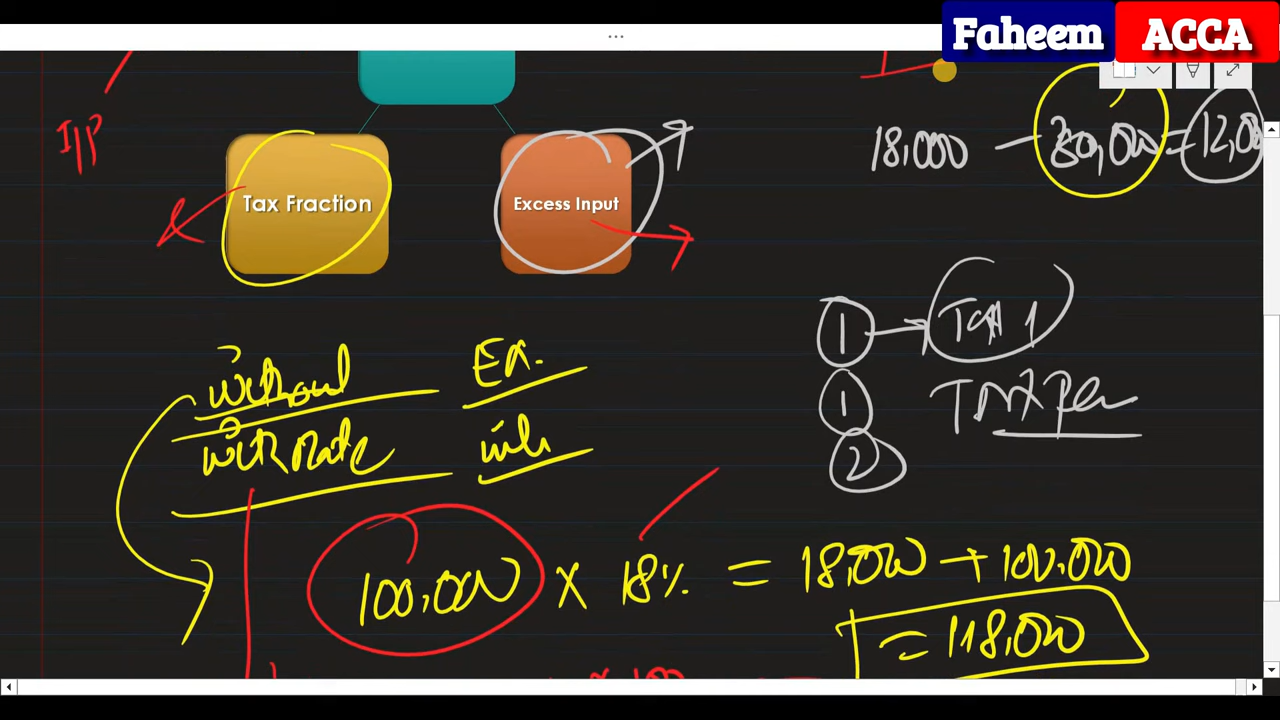 Faheem ACCA
I/P
18,000 — 30,000 = 12,00
Tax Fraction
Excess Input
without Ex.
with Rate
1 → Tax 1
1
2
100,000 × 18% = 18,000 + 100,000
= 118,000